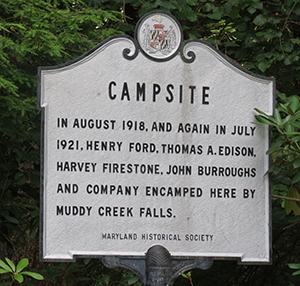 CAMPSITE
IN AUGUST 1918, AND AGAIN IN JULY
1921, HENRY FORD, THOMAS A. EDISON,
HARVEY FIRESTONE, JOHN BURROUGHS
AND COMPANY ENCAMPED HERE BY
MUDDY CREEK FALLS.
MARYLAND HISTORICAL SOCIETY